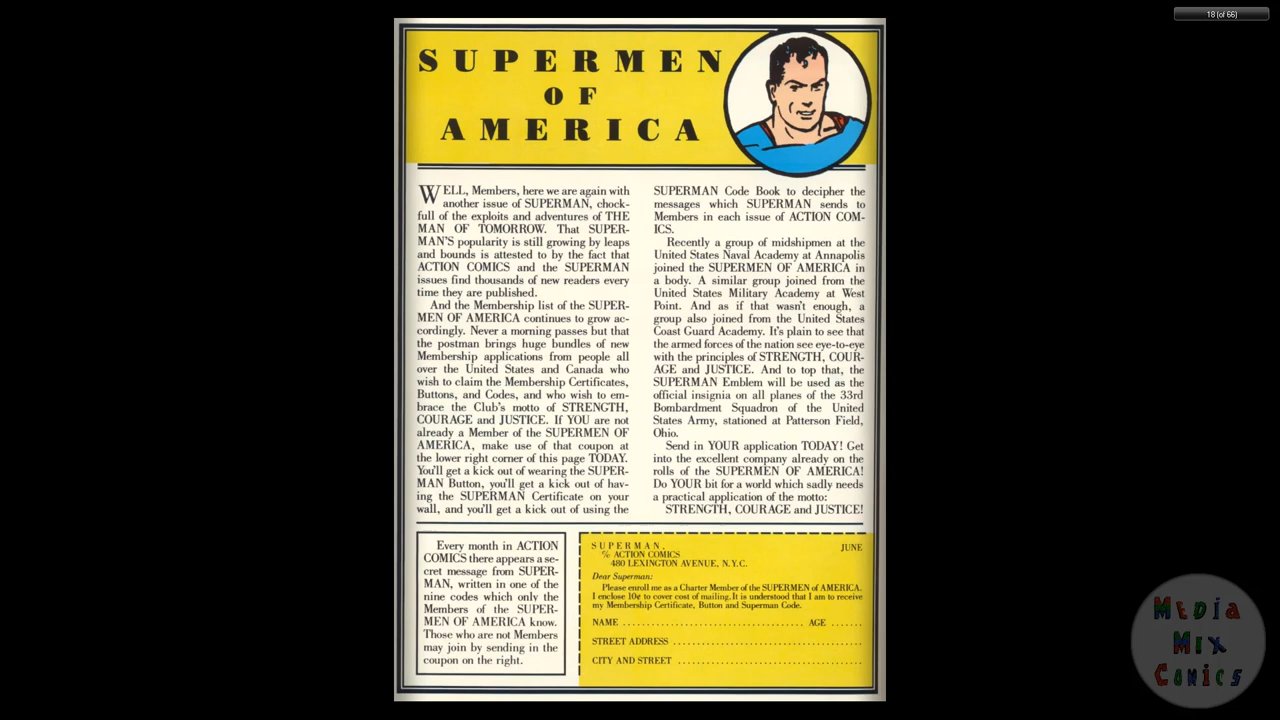 18 (of 66)
SUPERMEN
OF
AMERICA
WELL, Members, here we are again with
another issue of SUPERMAN, chock-
full of the exploits and adventures of THE
MAN OF TOMORROW. That SUPER-
MAN'S popularity is still growing by leaps
and bounds is attested to by the fact that
ACTION COMICS and the SUPERMAN
issues find thousands of new readers every
time they are published.
And the Membership list of the SUPER-
MEN OF AMERICA continues to grow ac-
cordingly. Never a morning passes but that
the postman brings huge bundles of new
Membership applications from people all
over the United States and Canada who
wish to claim the Membership Certificates,
Buttons, and Codes, and who wish to em-
brace the Club's motto of STRENGTH,
COURAGE and JUSTICE. If YOU are not
already a Member of the SUPERMEN OF
AMERICA, make use of that coupon at
the lower right corner of this page TODAY.
You'll get a kick out of wearing the SUPER-
MAN Button, you'll get a kick out of hav-
ing the SUPERMAN Certificate on your
wall, and you'll get a kick out of using the
SUPERMAN Code Book to decipher the
messages which SUPERMAN sends to
Members in each issue of ACTION COM-
ICS.
Recently a group of midshipmen at the
United States Naval Academy at Annapolis
joined the SUPERMEN OF AMERICA in
a body. A similar group joined from the
United States Military Academy at West
Point. And as if that wasn't enough, a
group also joined from the United States
Coast Guard Academy. It's plain to see that
the armed forces of the nation see eye-to-eye
with the principles of STRENGTH, COUR-
AGE and JUSTICE. And to top that, the
SUPERMAN Emblem will be used as the
official insignia on all planes of the 33rd
Bombardment Squadron of the United
States Army, stationed at Patterson Field,
Ohio.
Send in YOUR application TODAY! Get
into the excellent company already on the
rolls of the SUPERMEN OF AMERICA!
Do YOUR bit for a world which sadly needs
a practical application of the motto:
STRENGTH, COURAGE and JUSTICE!
Every month in ACTION
COMICS there appears a se-
cret message from SUPER-
MAN, written in one of the
nine codes which only the
Members of the SUPER-
MEN OF AMERICA know.
Those who are not Members
may join by sending in the
coupon on the right.
SUPERMAN, JUNE
% ACTION COMICS
480 LEXINGTON AVENUE, N.Y.C.
Dear Superman:
Please enroll me as a Charter Member of the SUPERMEN of AMERICA.
I enclose 10¢ to cover cost of mailing. It is understood that I am to receive
my Membership Certificate, Button and Superman Code.
NAME ........................................ AGE .......
STREET ADDRESS ........................................
CITY AND STREET ........................................
MEDIA
MIX
COMICS